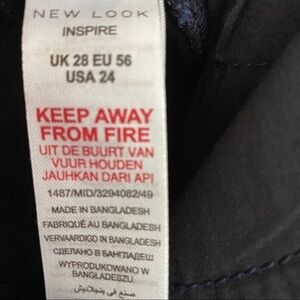 NEW LOOK
INSPIRE
UK 28 EU 56
USA 24
KEEP AWAY
FROM FIRE
UIT DE BUURT VAN
VUUR HOUDEN
JAUHKAN DARI API
1487/MID/3294082/49
MADE IN BANGLADESH
FABRIQUÉ AU BANGLADESH
VERVAARDIGD IN BANGLADESH
СДЕЛАНО В БАНГЛАДЕШ
WYPRODUKOWANO W
BANGLADESZU.
صنع في بنجلاديش